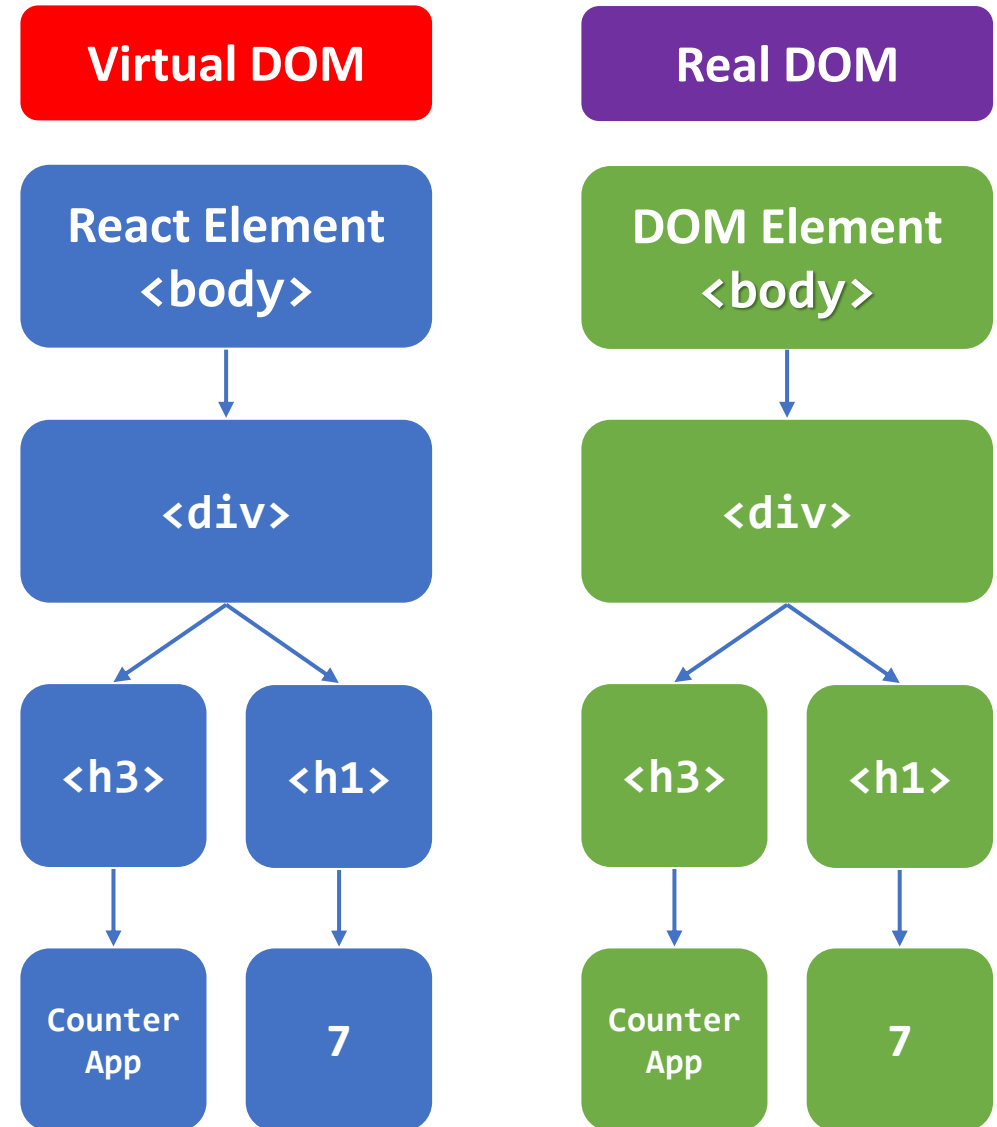 Virtual DOM
React Element
<body>
<div>
<h3>
<h1>
Counter
App
7
Real DOM
DOM Element
<body>
<div>
<h3>
<h1>
Counter
App
7